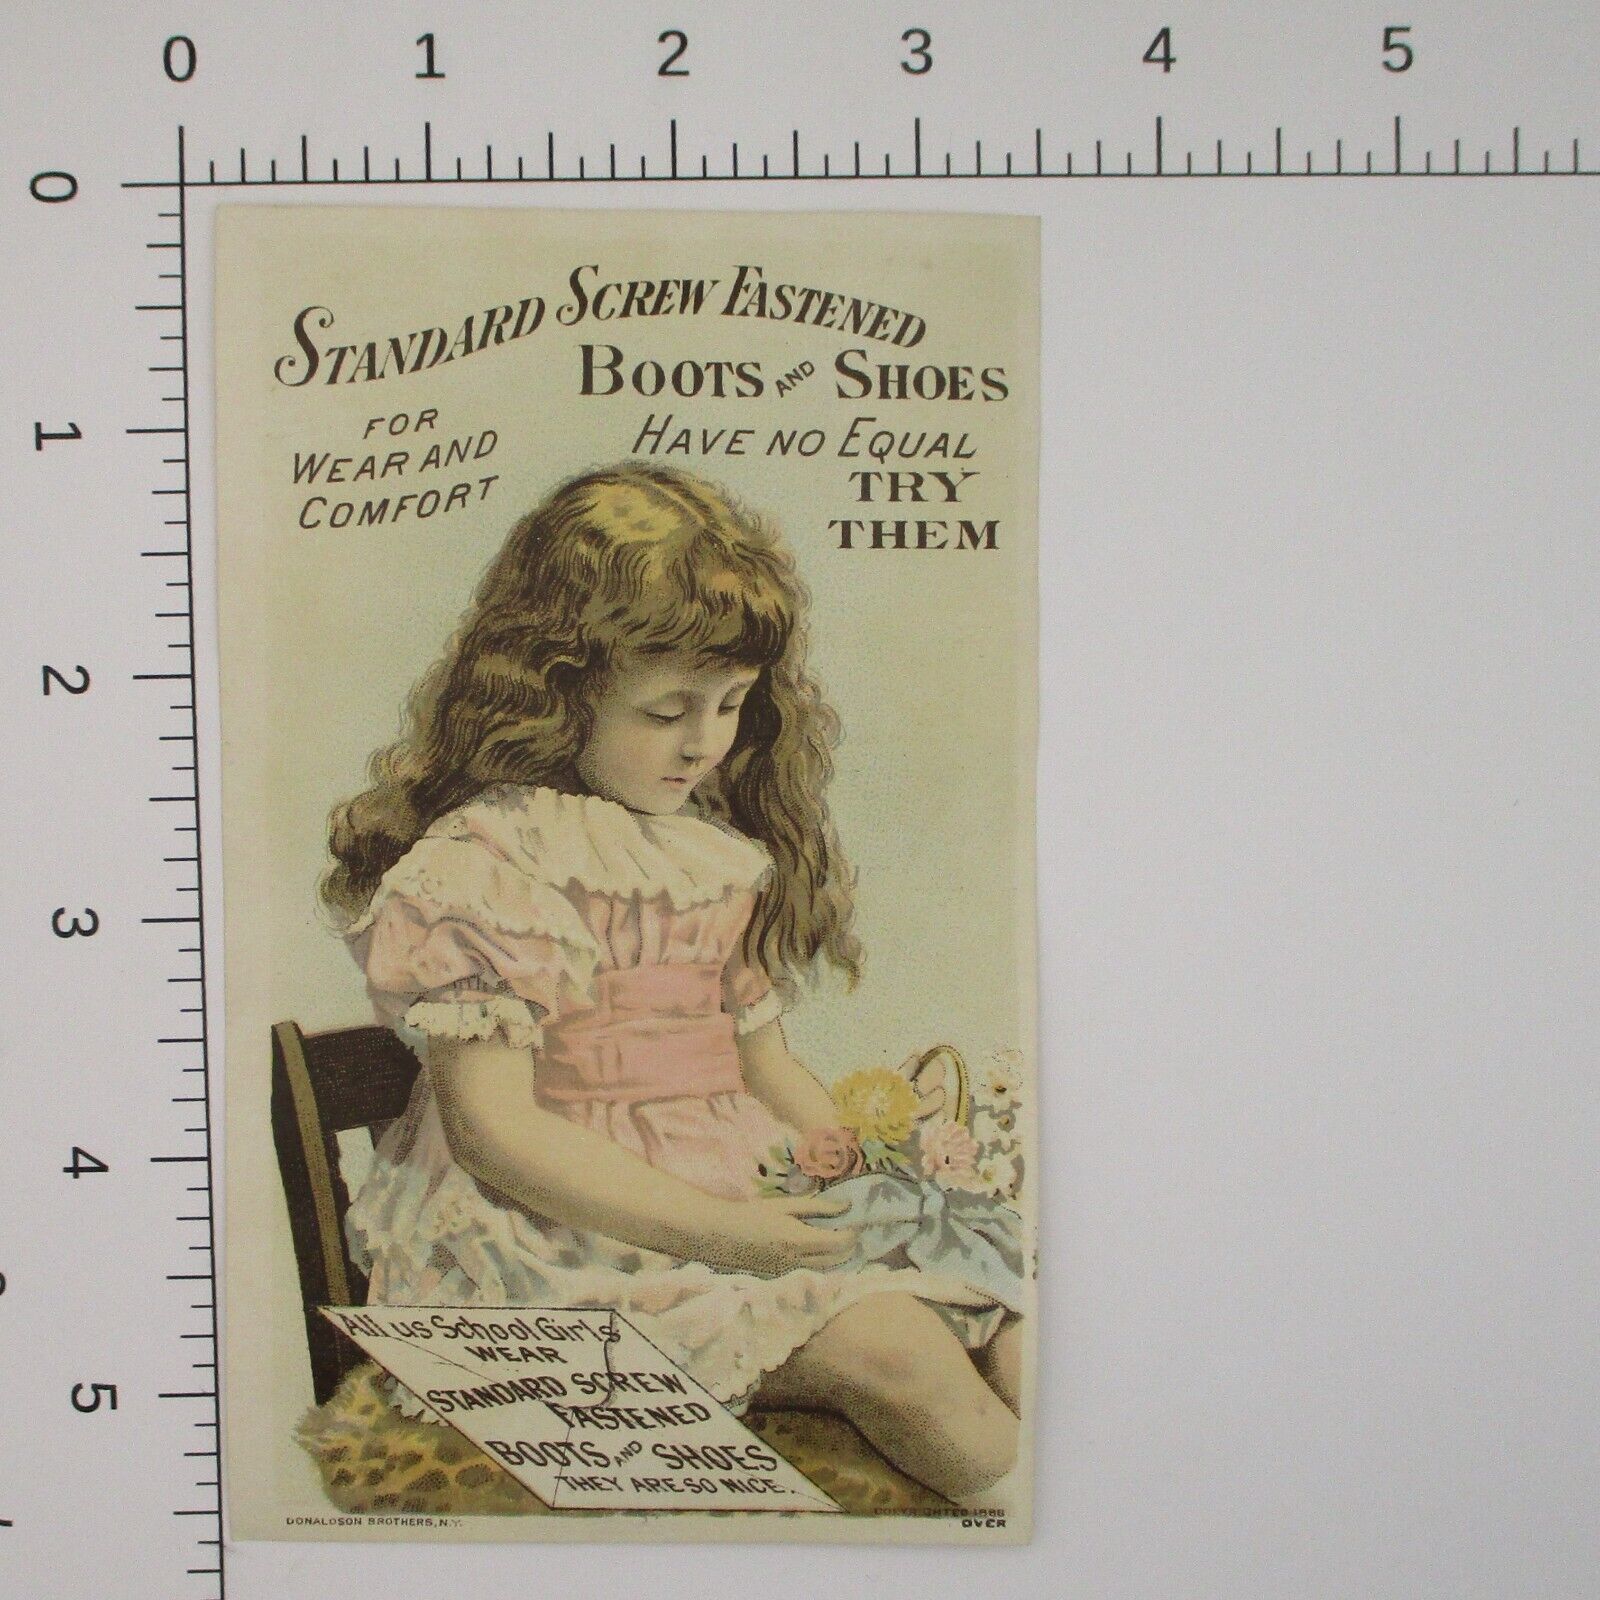 0 1 2 3 4 5
0
1
2
3
4
5
STANDARD SCREW FASTENED
BOOTS AND SHOES
FOR
WEAR AND
COMFORT
HAVE NO EQUAL
TRY
THEM
All us School Girls
WEAR
STANDARD SCREW
FASTENED
BOOTS AND SHOES
THEY ARE SO NICE.
DONALDSON BROTHERS, N.Y.
COPYRIGHTED
OVER